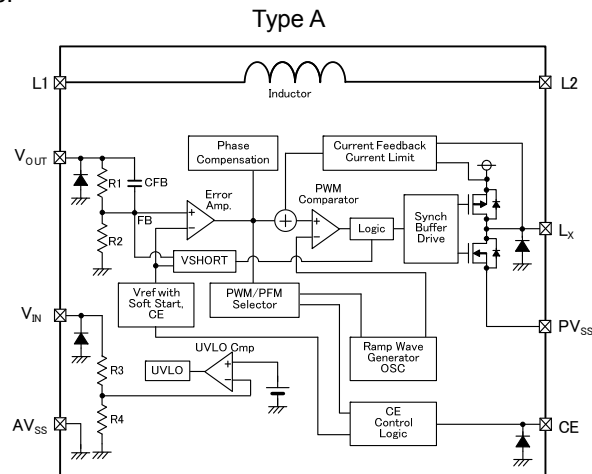 Type A
L1
L2
Inductor
VOUT
R1
CFB
FB
R2
Phase
Compensation
Error
Amp.
Current Feedback
Current Limit
PWM
Comparator
Logic
Synch
Buffer
Drive
LX
VSHORT
Vref with
Soft Start,
CE
PWM/PFM
Selector
VIN
R3
R4
UVLO Cmp
UVLO
Ramp Wave
Generator
OSC
PVSS
CE
Control
Logic
AVSS
CE